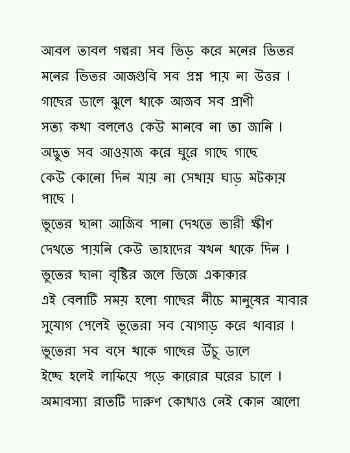 আবল তাবল গল্পরা সব ভিড় করে মনের ভিতর
মনের ভিতর আজগুবি সব প্রশ্ন পায় না উত্তর ।
গাছের ডালে ঝুলে থাকে আজব সব প্রাণী
সত্য কথা বললেও কেউ মানবে না তা জানি ।
অদ্ভুত সব আওয়াজ করে ঘুরে গাছে গাছে
কেউ কোনো দিন যায় না সেথায় ঘাড় মটকায়
পাছে ।
ভূতের ছানা আজিব পানা দেখতে ভারী ক্ষীণ
দেখতে পায়নি কেউ তাহাদের যখন থাকে দিন ।
ভূতের ছানা বৃষ্টির জলে ভিজে একাকার
এই বেলাটি সময় হলো গাছের নীচে মানুষের যাবার
সুযোগ পেলেই ভূতেরা সব যোগাড় করে খাবার ।
ভূতেরা সব বসে থাকে গাছের উঁচু ডালে
ইচ্ছে হলেই লাফিয়ে পড়ে কারোর ঘরের চালে ।
অমাবস্যা রাতটি দারুণ কোথাও নেই কোন আলো